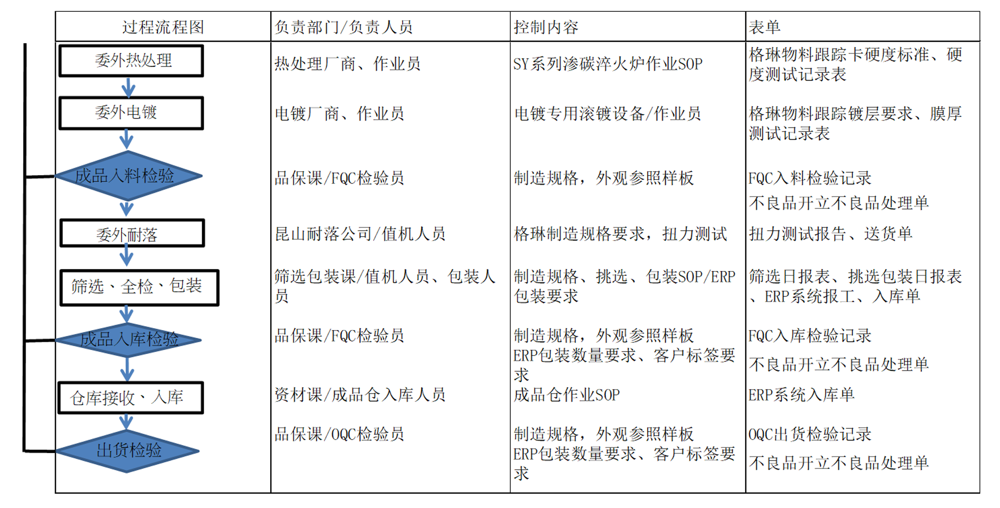 过程流程图 负责部门/负责人员 控制内容 表单
委外热处理 热处理厂商、作业员 SY系列渗碳淬火炉作业SOP 格琳物料跟踪卡硬度标准、硬
度测试记录表
委外电镀 电镀厂商、作业员 电镀专用滚镀设备/作业员 格琳物料跟踪镀层要求、膜厚
测试记录表
成品入料检验 品保课/FQC检验员 制造规格，外观参照样板 FQC入料检验记录
不良品开立不良品处理单
委外耐落 昆山耐落公司/值机人员 格琳制造规格要求，扭力测试 扭力测试报告、送货单
筛选、全检、包装 筛选包装课/值机人员、包装人 制造规格、挑选、包装SOP/ERP 筛选日报表、挑选包装日报表
员 包装要求 、ERP系统报工、入库单
成品入库检验 品保课/FQC检验员 制造规格，外观参照样板 FQC入库检验记录
ERP包装数量要求、客户标签要 不良品开立不良品处理单
求
仓库接收、入库 资材课/成品仓入库人员 成品仓作业SOP ERP系统入库单
出货检验 品保课/OQC检验员 制造规格，外观参照样板 OQC出货检验记录
ERP包装数量要求、客户标签要 不良品开立不良品处理单
求